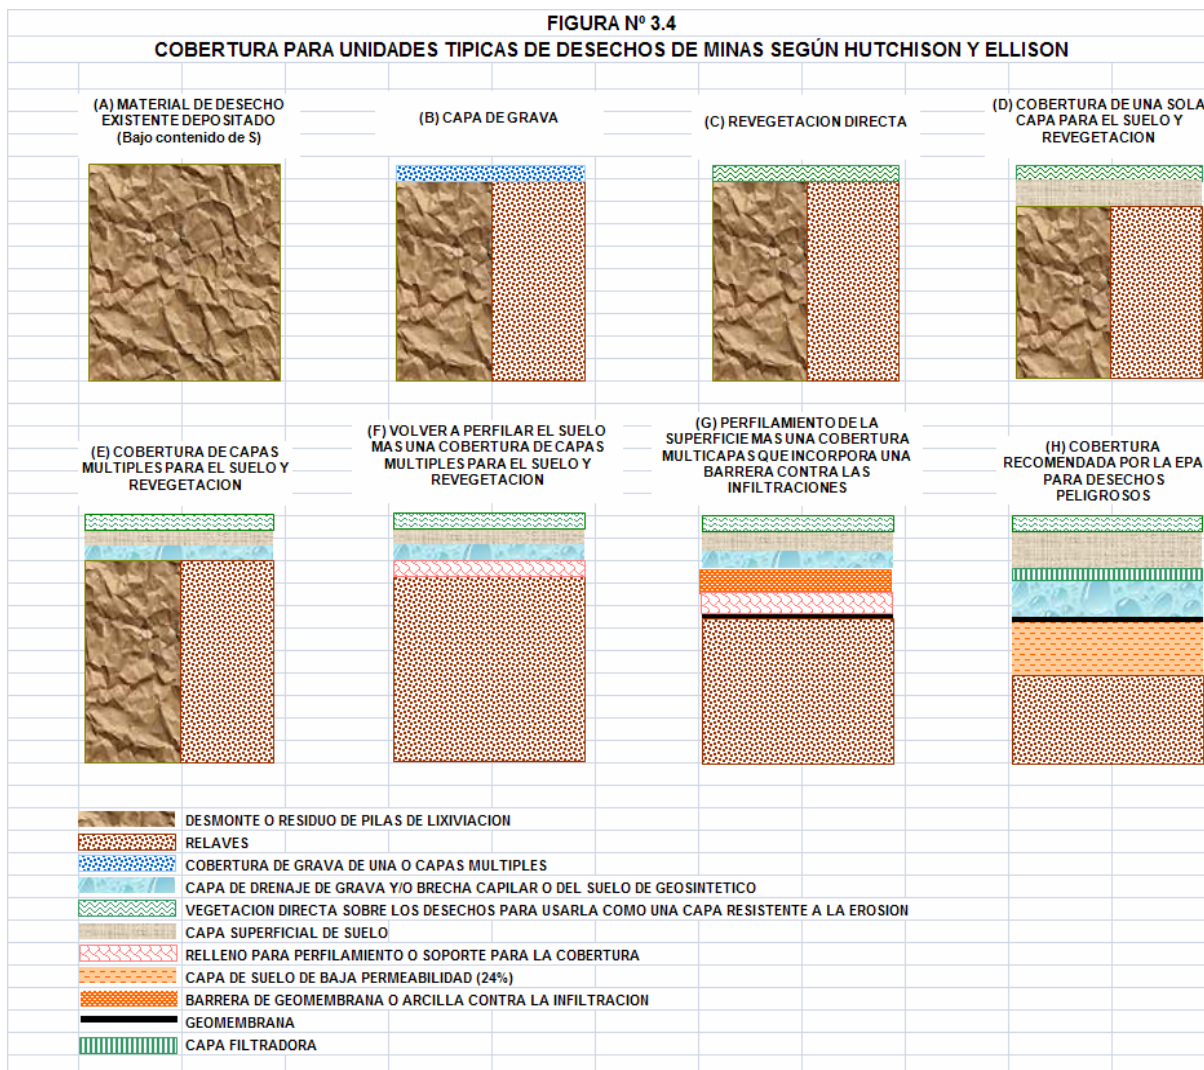 FIGURA Nº 3.4
COBERTURA PARA UNIDADES TIPICAS DE DESECHOS DE MINAS SEGÚN HUTCHISON Y ELLISON
(A) MATERIAL DE DESECHO
EXISTENTE DEPOSITADO
(Bajo contenido de S)
(B) CAPA DE GRAVA
(C) REVEGETACION DIRECTA
(D) COBERTURA DE UNA SOLA
CAPA PARA EL SUELO Y
REVEGETACION
(E) COBERTURA DE CAPAS
MULTIPLES PARA EL SUELO Y
REVEGETACION
(F) VOLVER A PERFILAR EL SUELO
MAS UNA COBERTURA DE CAPAS
MULTIPLES PARA EL SUELO Y
REVEGETACION
(G) PERFILAMIENTO DE LA
SUPERFICIE MAS UNA COBERTURA
MULTICAPAS QUE INCORPORA UNA
BARRERA CONTRA LAS
INFILTRACIONES
(H) COBERTURA
RECOMENDADA POR LA EPA
PARA DESECHOS
PELIGROSOS
DESMONTE O RESIDUO DE PILAS DE LIXIVIACION
RELAVES
COBERTURA DE GRAVA DE UNA O CAPAS MULTIPLES
CAPA DE DRENAJE DE GRAVA Y/O BRECHA CAPILAR O DEL SUELO DE GEOSINTETICO
VEGETACION DIRECTA SOBRE LOS DESECHOS PARA USARLA COMO UNA CAPA RESISTENTE A LA EROSION
CAPA SUPERFICIAL DE SUELO
RELLENO PARA PERFILAMIENTO O SOPORTE PARA LA COBERTURA
CAPA DE SUELO DE BAJA PERMEABILIDAD (24%)
BARRERA DE GEOMEMBRANA O ARCILLA CONTRA LA INFILTRACION
GEOMEMBRANA
CAPA FILTRADORA